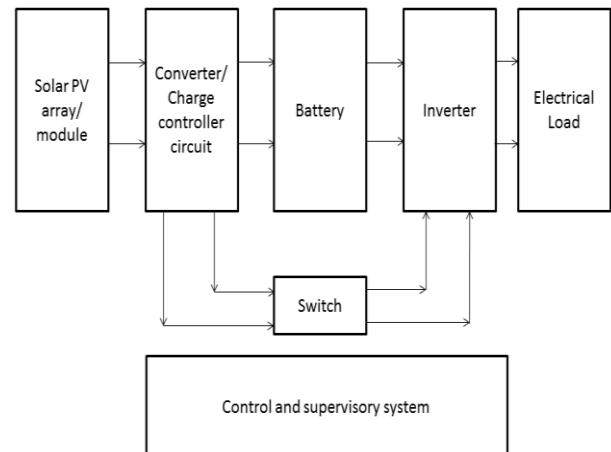 Solar PV
array/
module
Converter/
Charge
controller
circuit
Battery
Inverter
Electrical
Load
Switch
Control and supervisory system